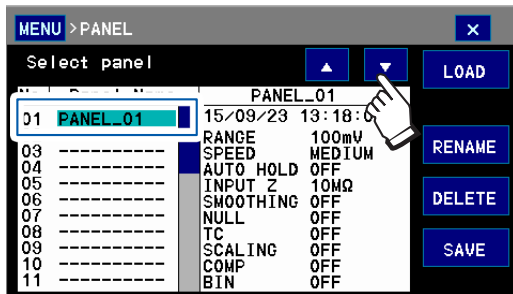 MENU >PANEL ×
Select panel ▲ ▼ LOAD
PANEL_01
01 PANEL_01 15/09/23 13:18:
RANGE 100mV
03 ---------- SPEED MEDIUM RENAME
04 ---------- AUTO HOLD OFF
05 ---------- INPUT Z 10MΩ
06 ---------- SMOOTHING OFF DELETE
07 ---------- NULL OFF
08 ---------- TC OFF
09 ---------- SCALING OFF SAVE
10 ---------- COMP OFF
11 ---------- BIN OFF